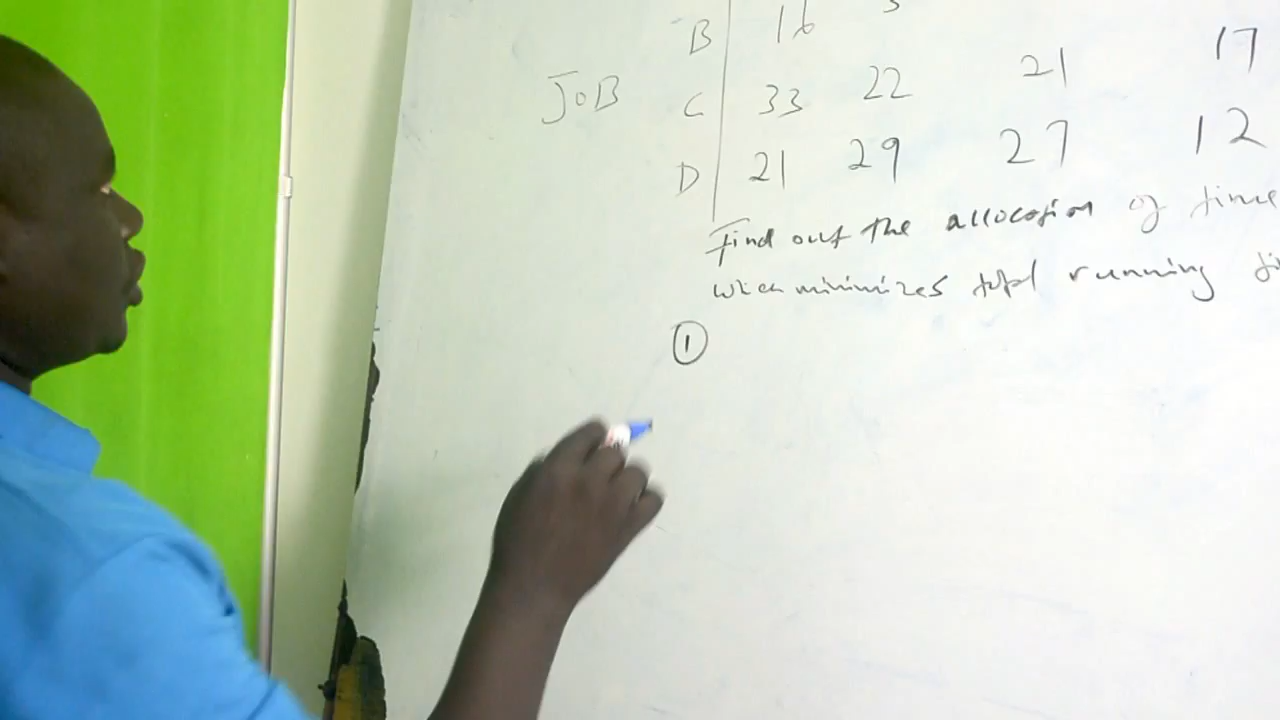 B 16
JOB C 33 22 21 17
D 21 29 27 12
Find out the allocation of time
which minimizes total running
1